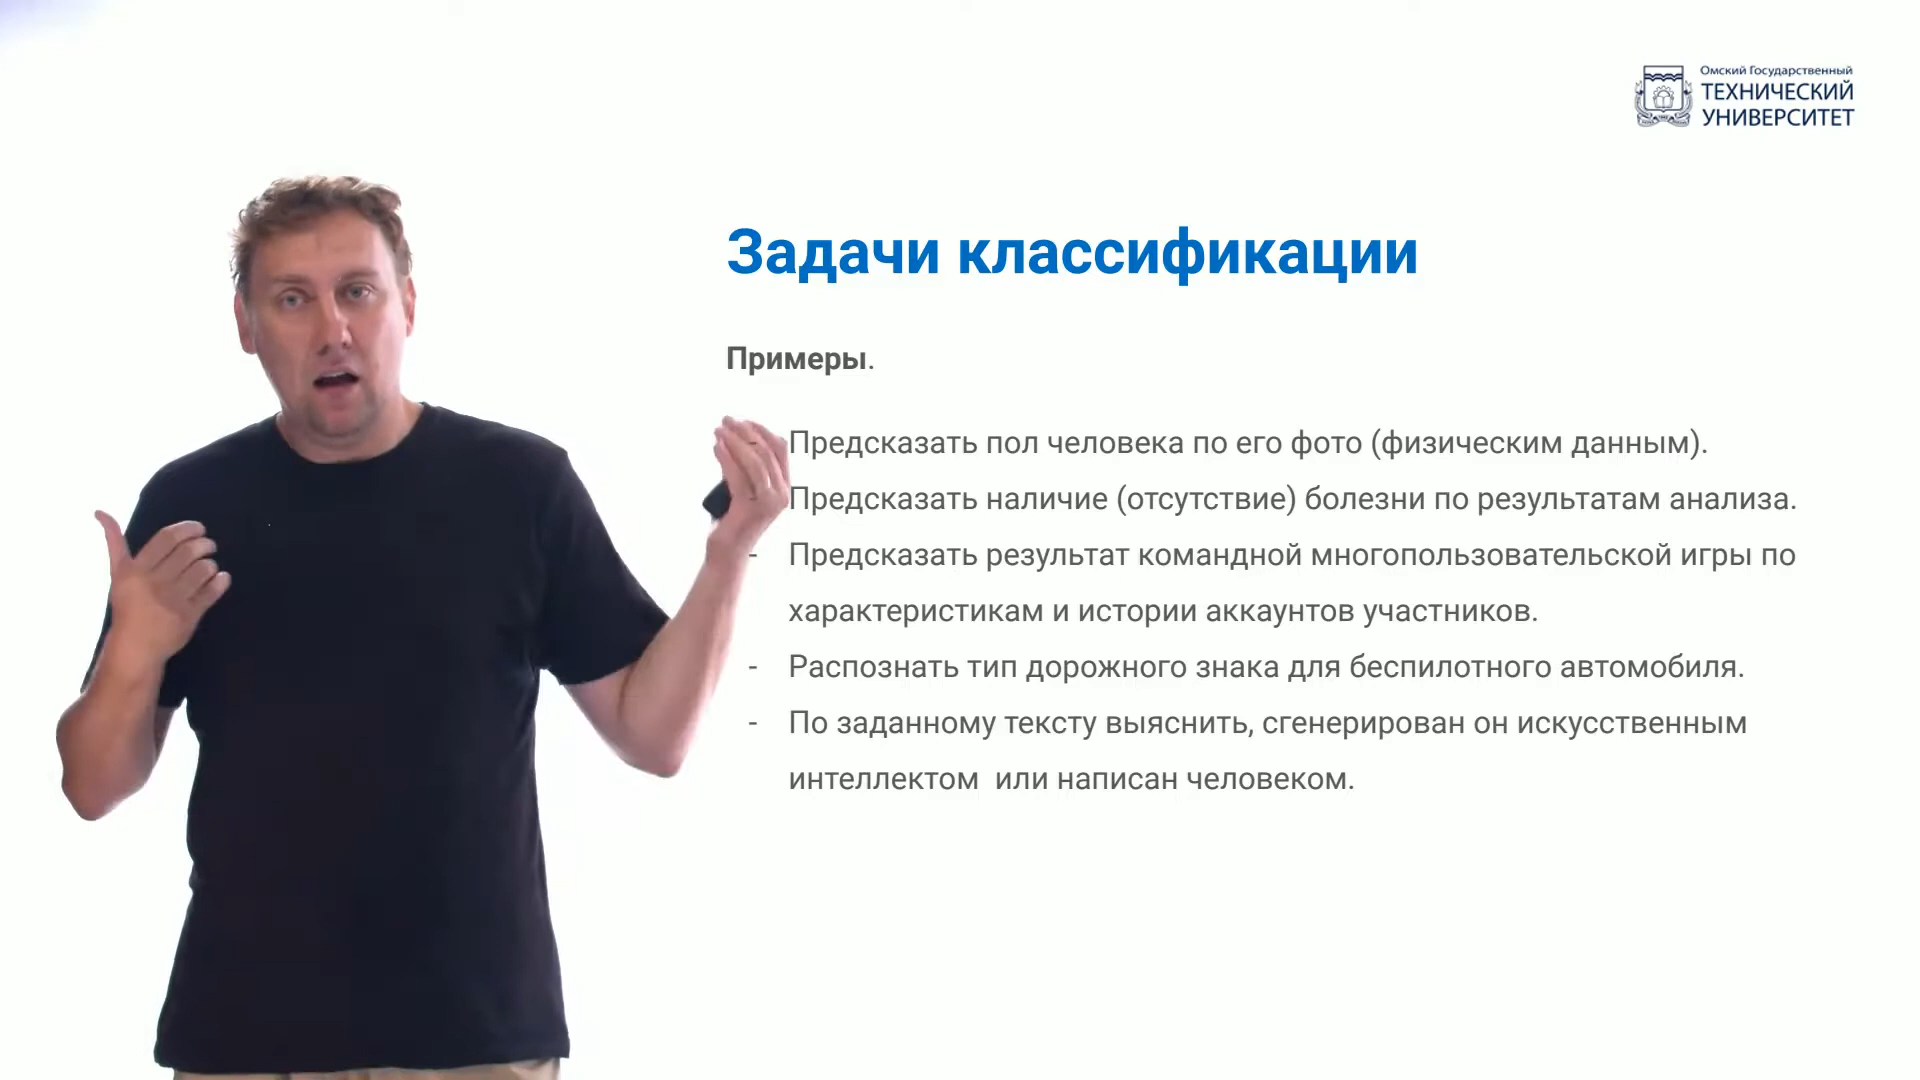 Омский Государственный
ТЕХНИЧЕСКИЙ
УНИВЕРСИТЕТ
Задачи классификации
Примеры.
Предсказать пол человека по его фото (физическим данным).
Предсказать наличие (отсутствие) болезни по результатам анализа.
- Предсказать результат командной многопользовательской игры по
характеристикам и истории аккаунтов участников.
- Распознать тип дорожного знака для беспилотного автомобиля.
- По заданному тексту выяснить, сгенерирован он искусственным
интеллектом или написан человеком.